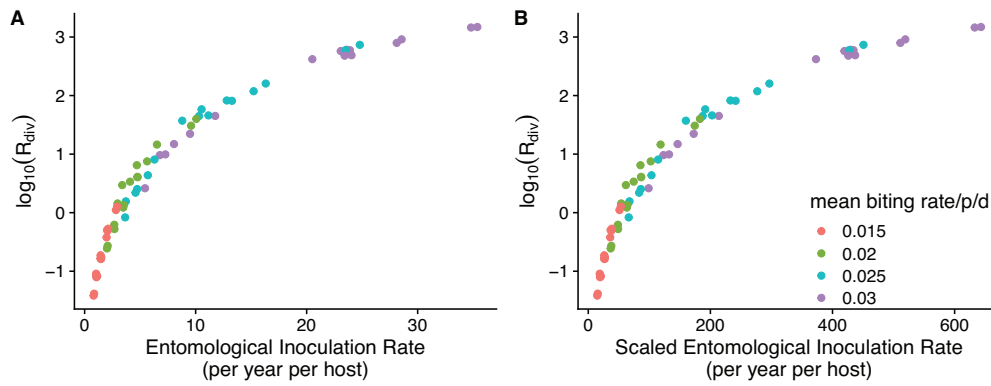 A
B
log10(Rdiv)
3
2
1
0
−1
0
10
20
30
Entomological Inoculation Rate
(per year per host)
log10(Rdiv)
3
2
1
0
−1
0
200
400
600
Scaled Entomological Inoculation Rate
(per year per host)
mean biting rate/p/d
0.015
0.02
0.025
0.03